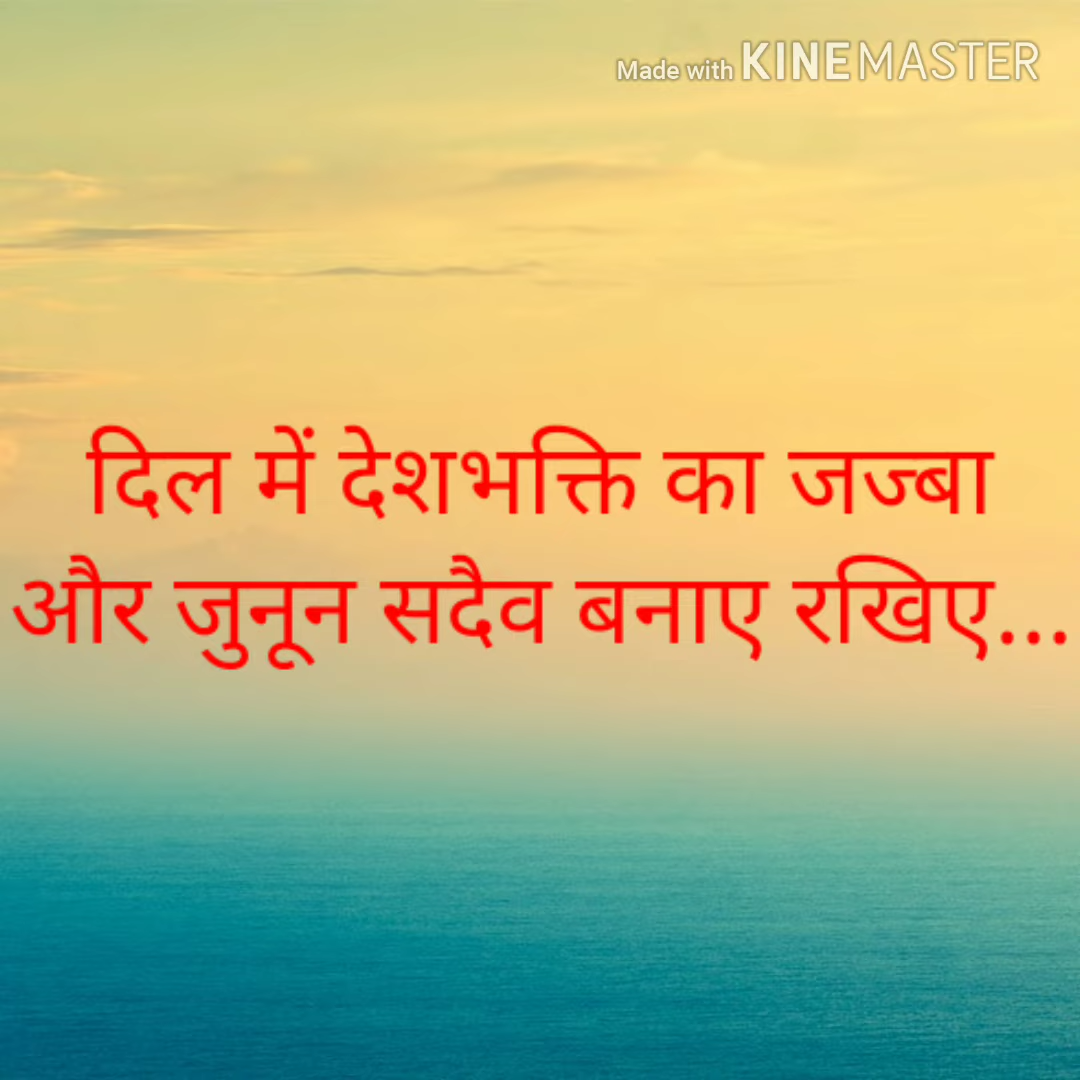 Made with KINEMASTER
दिल में देशभक्ति का जज्बा
और जुनून सदैव बनाए रखिए...